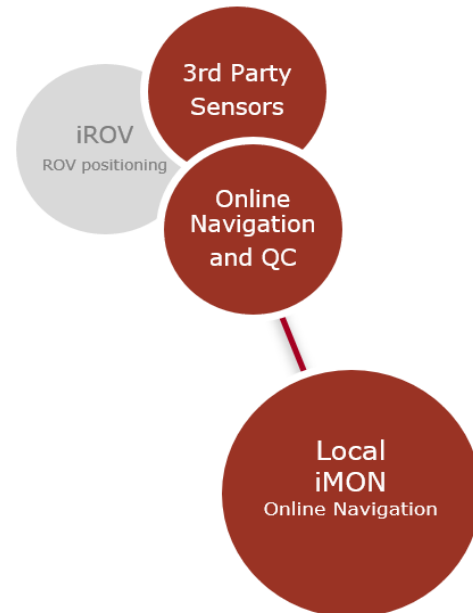 3rd Party
Sensors
iROV
ROV positioning
Online
Navigation
and QC
Local
iMON
Online Navigation